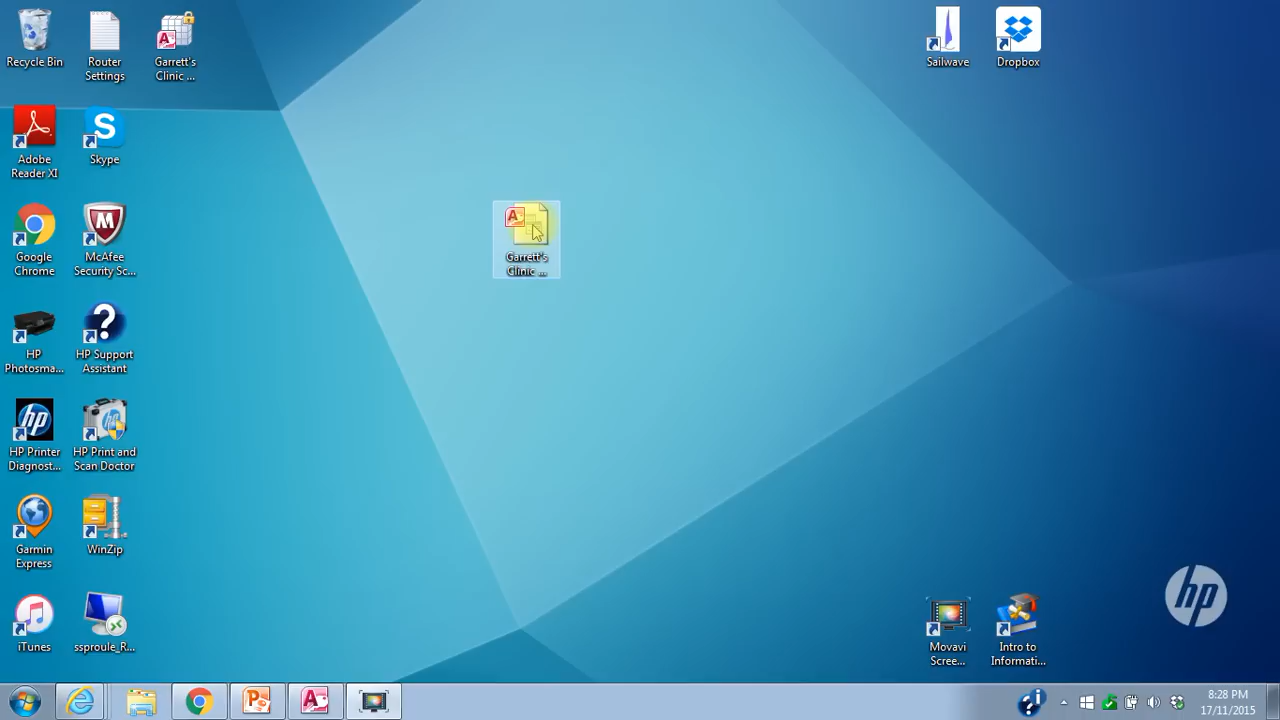 Recycle Bin
Router
Settings
Garrett's
Clinic ...
Sailwave
Dropbox
Adobe
Reader XI
Skype
Garrett's
Clinic ...
Google
Chrome
McAfee
Security Sc...
HP
Photosma...
HP Support
Assistant
HP Printer
Diagnost...
HP Print and
Scan Doctor
Garmin
Express
WinZip
iTunes
ssproule_R...
Movavi
Scree...
Intro to
Informati...
hp
8:28 PM
17/11/2015